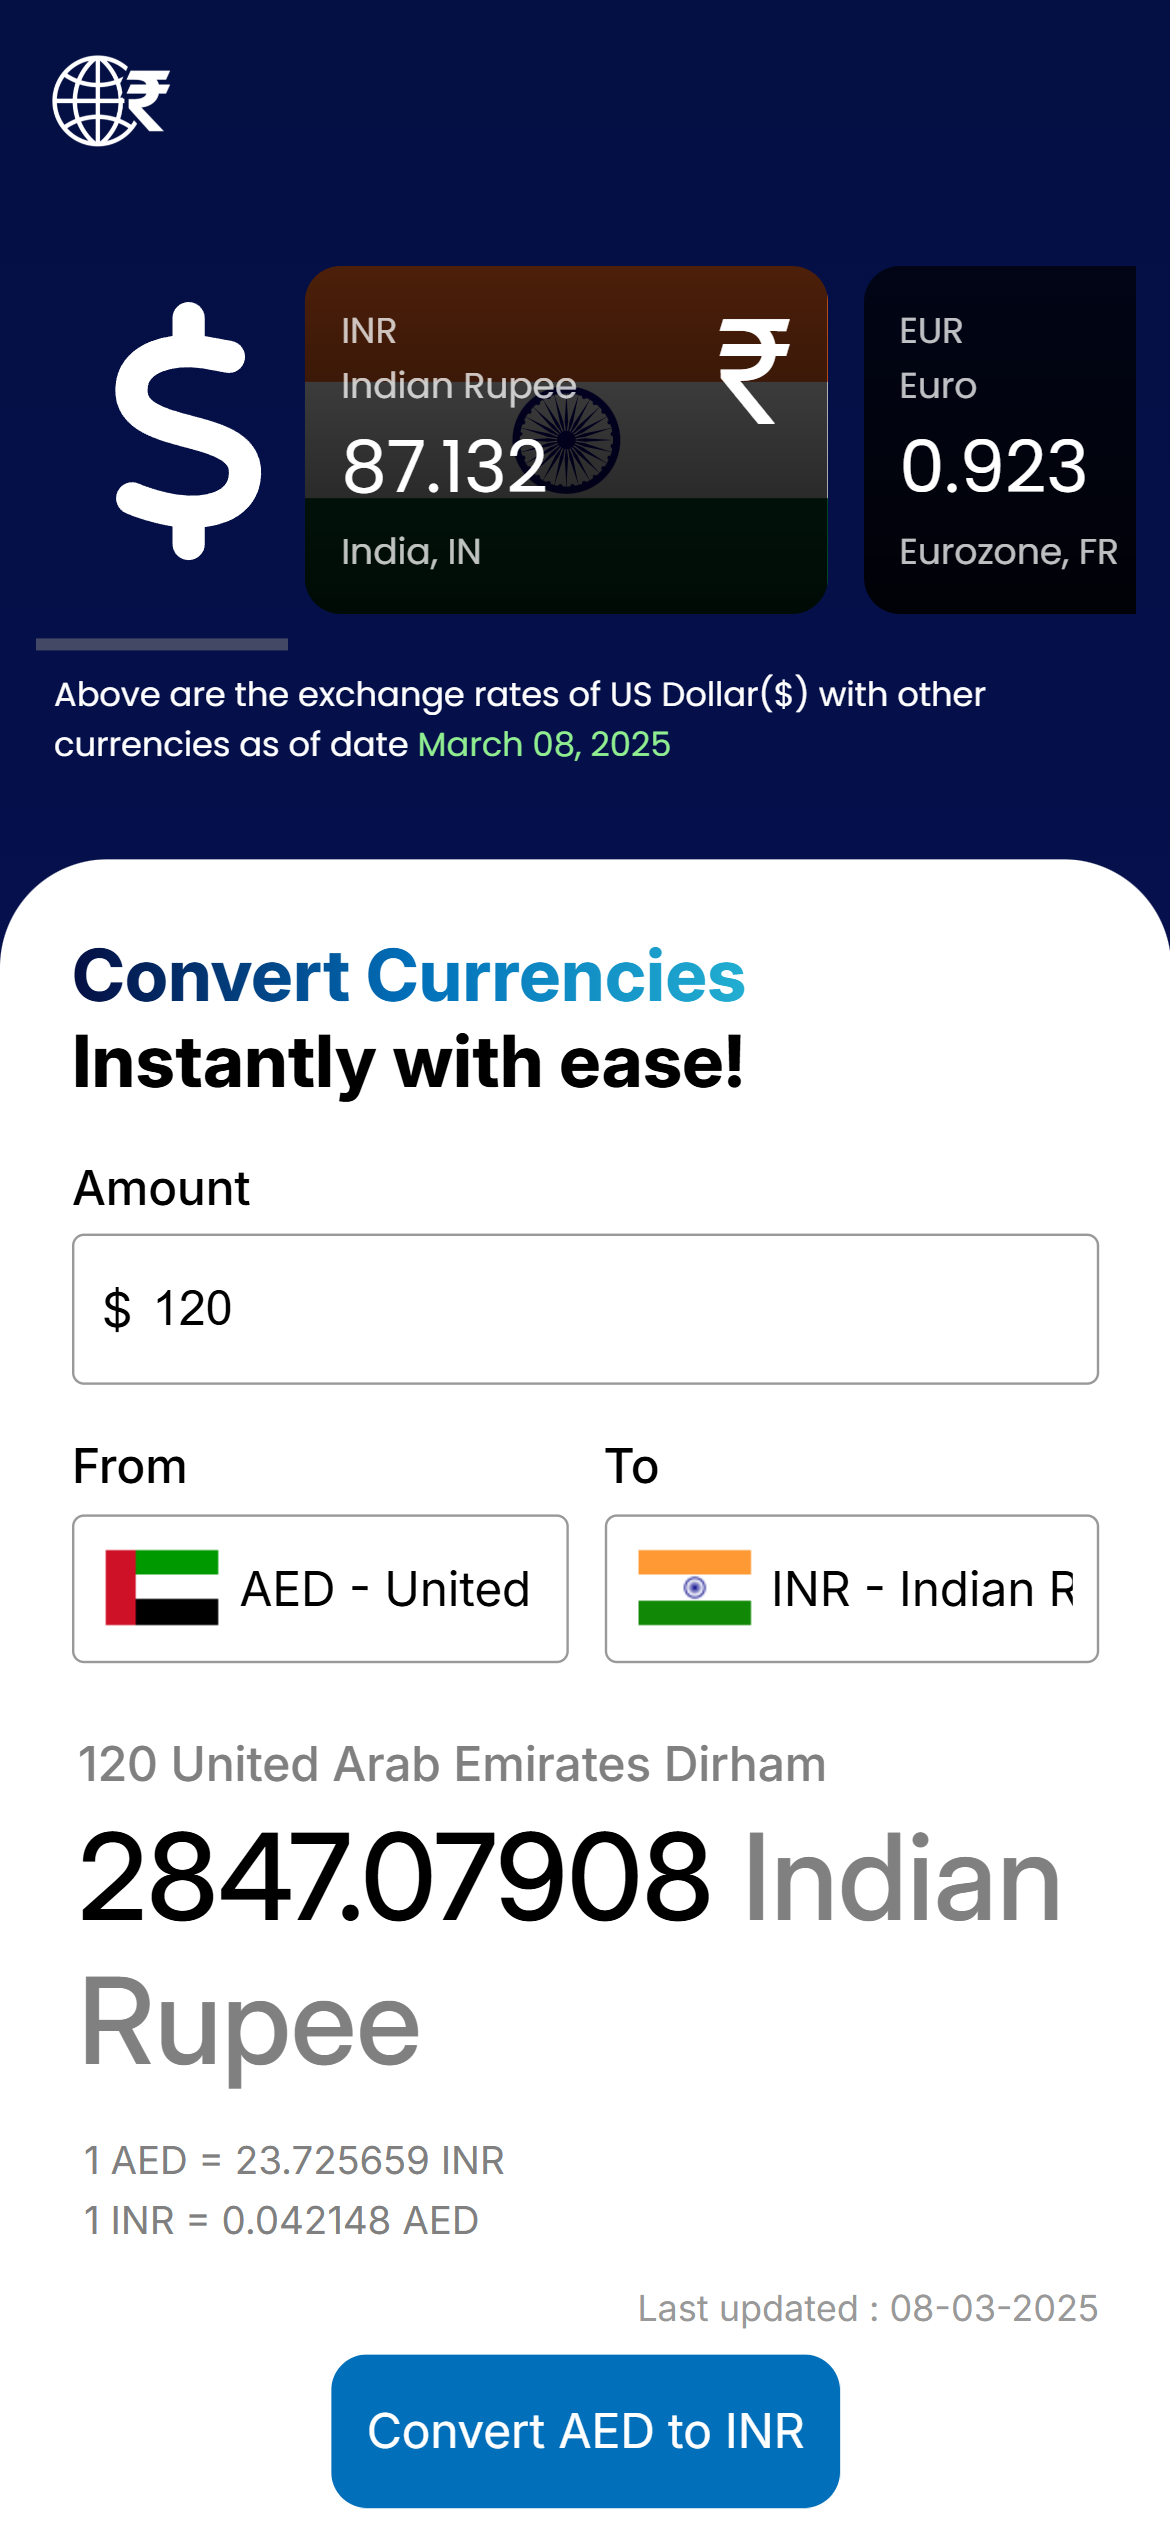 ₹
$
INR
₹
Indian Rupee
87.132
India, IN
EUR
Euro
0.923
Eurozone, FR
Above are the exchange rates of US Dollar($) with other
currencies as of date March 08, 2025
Convert Currencies
Instantly with ease!
Amount
$ 120
From
To
AED - United
INR - Indian R
120 United Arab Emirates Dirham
2847.07908 Indian
Rupee
1 AED = 23.725659 INR
1 INR = 0.042148 AED
Last updated : 08-03-2025
Convert AED to INR